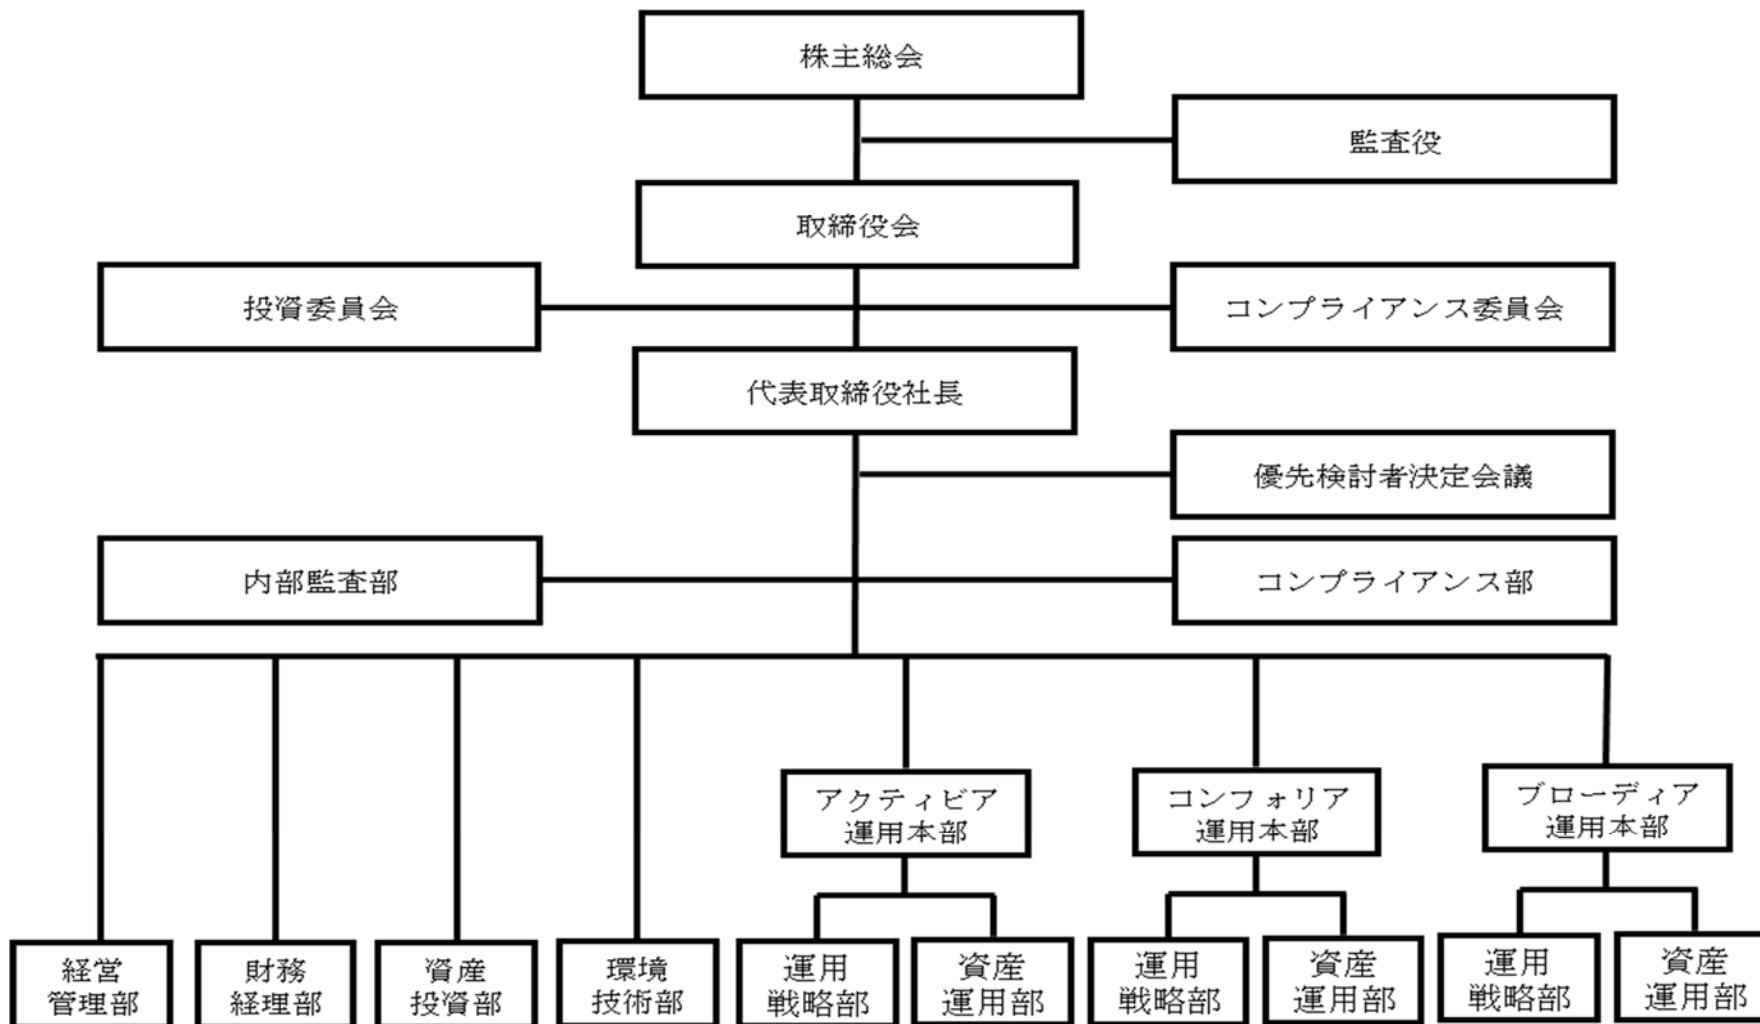 株主総会
監査役
取締役会
投資委員会
コンプライアンス委員会
代表取締役社長
優先検討者決定会議
内部監査部
コンプライアンス部
アクティビア
運用本部
コンフォリア
運用本部
ブローディア
運用本部
経営
管理部
財務
経理部
資産
投資部
環境
技術部
運用
戦略部
資産
運用部
運用
戦略部
資産
運用部
運用
戦略部
資産
運用部